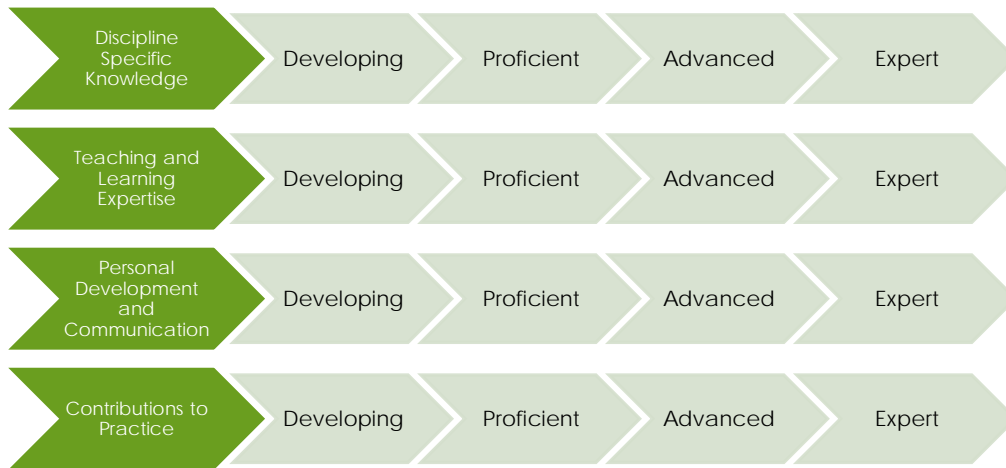 Discipline
Specific
Knowledge
Developing
Proficient
Advanced
Expert
Teaching and
Learning
Expertise
Developing
Proficient
Advanced
Expert
Personal
Development
and
Communication
Developing
Proficient
Advanced
Expert
Contributions to
Practice
Developing
Proficient
Advanced
Expert